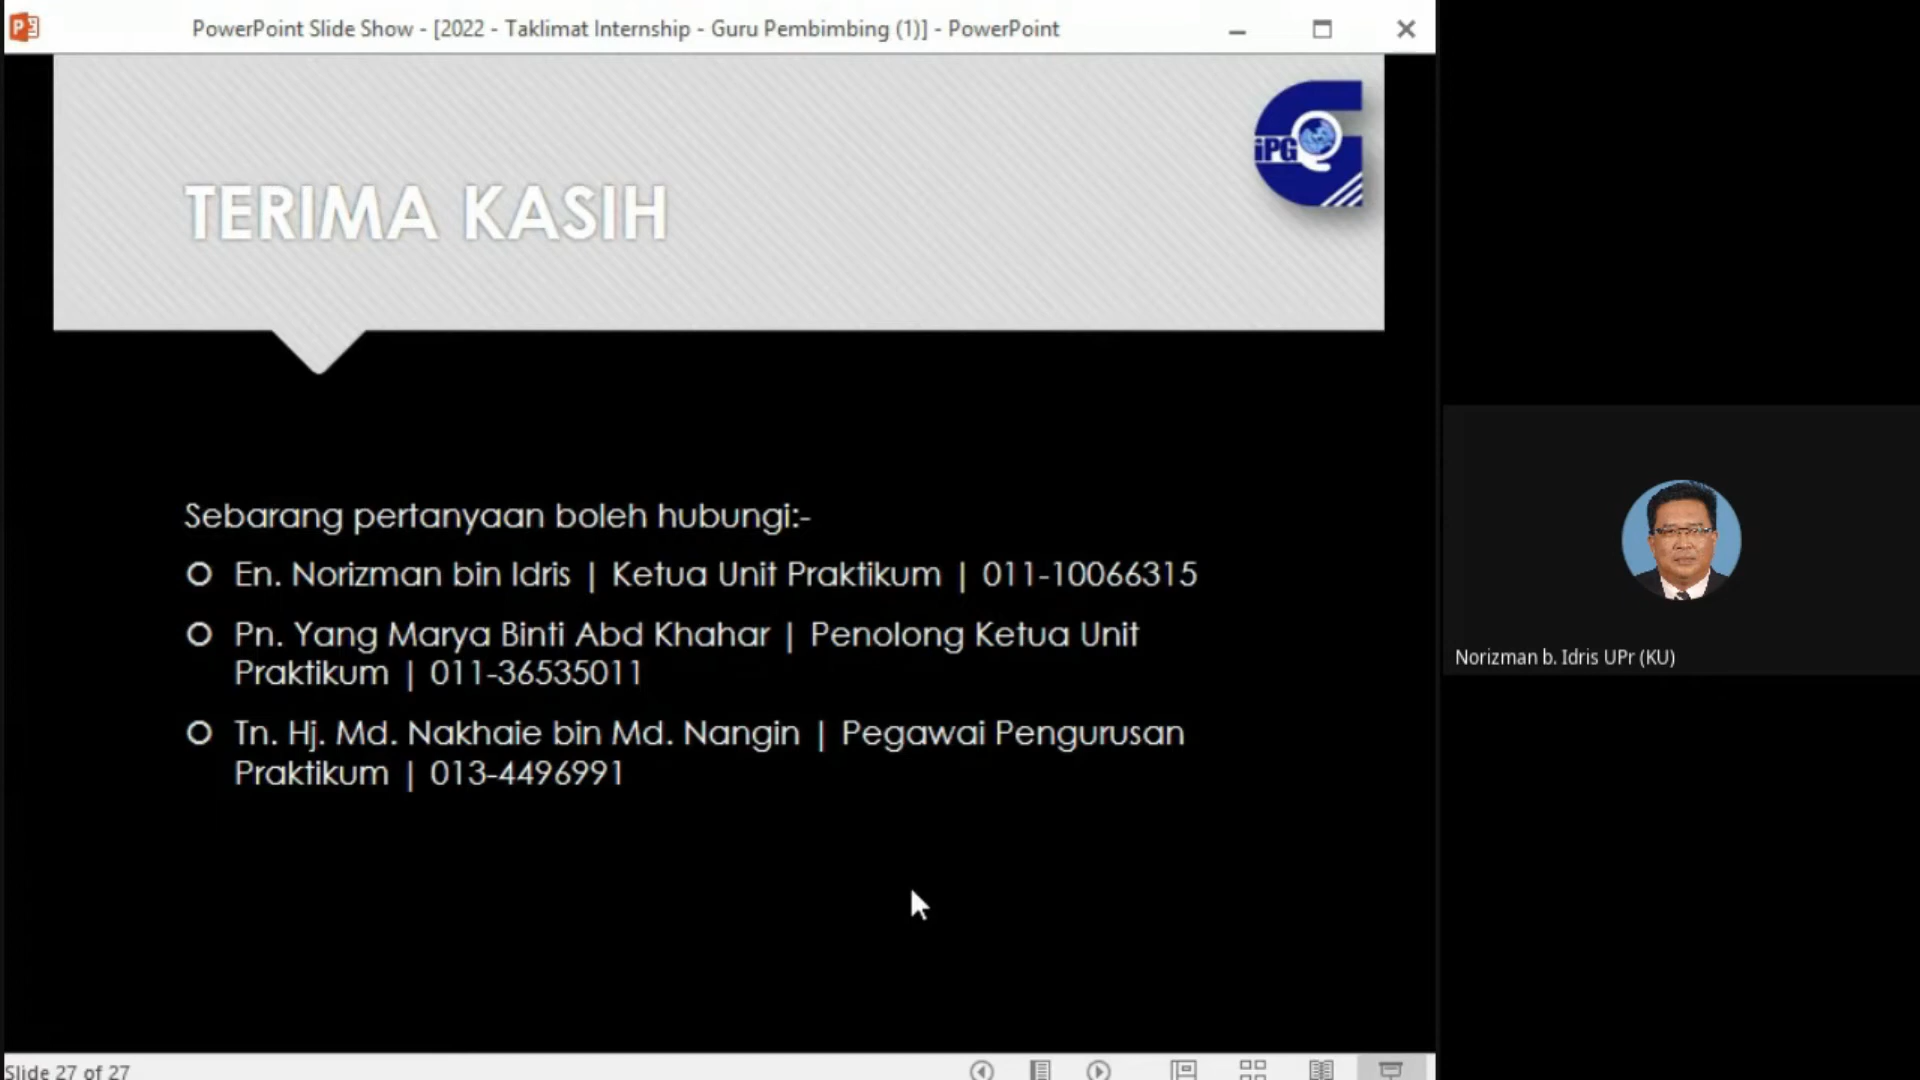 PowerPoint Slide Show - [2022 - Taklimat Internship - Guru Pembimbing (1)] - PowerPoint
iPG
TERIMA KASIH
Sebarang pertanyaan boleh hubungi:-
En. Norizman bin Idris | Ketua Unit Praktikum | 011-10066315
Pn. Yang Marya Binti Abd Khahar | Penolong Ketua Unit
Praktikum | 011-36535011
Tn. Hj. Md. Nakhaie bin Md. Nangin | Pegawai Pengurusan
Praktikum | 013-4496991
Norizman b. Idris UPr (KU)
Slide 27 of 27